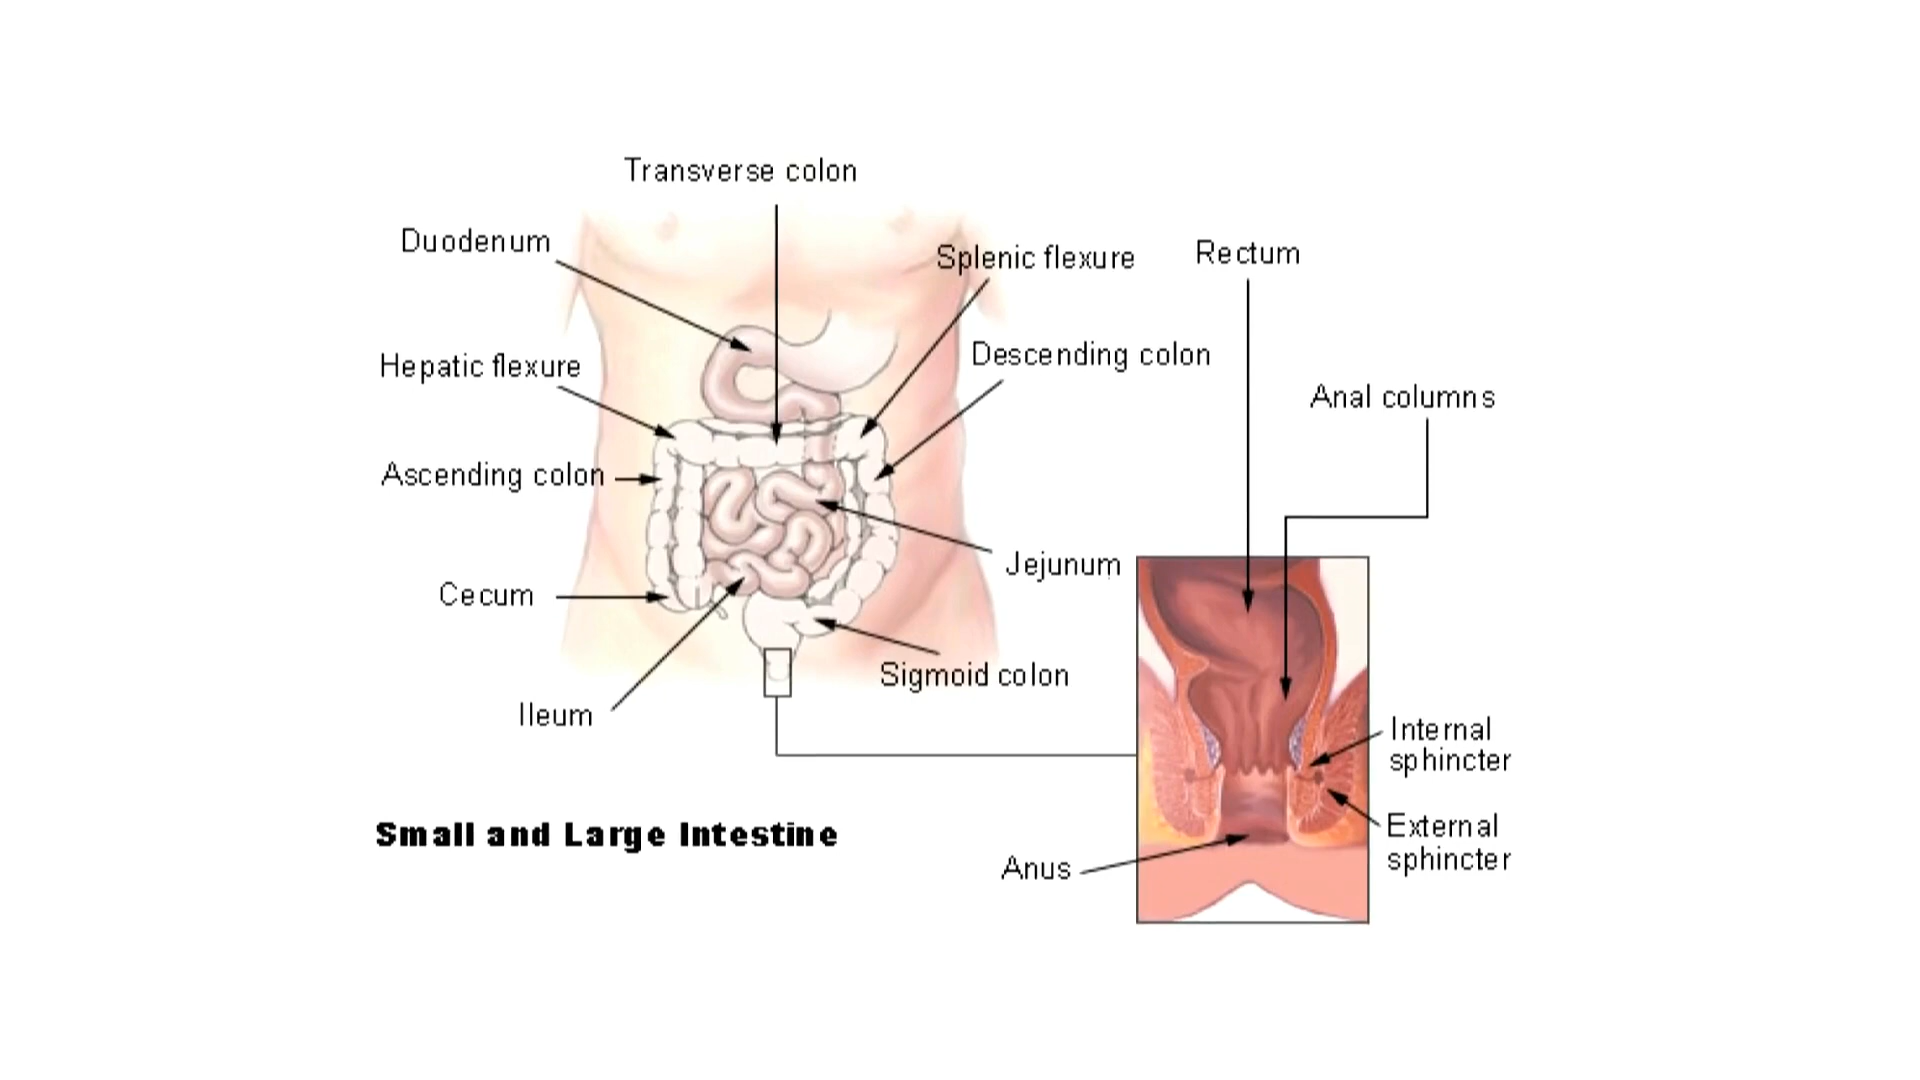 Transverse colon
Duodenum
Splenic flexure
Rectum
Hepatic flexure
Descending colon
Anal columns
Ascending colon
Jejunum
Cecum
Sigmoid colon
Ileum
Internal
sphincter
External
sphincter
Small and Large Intestine
Anus